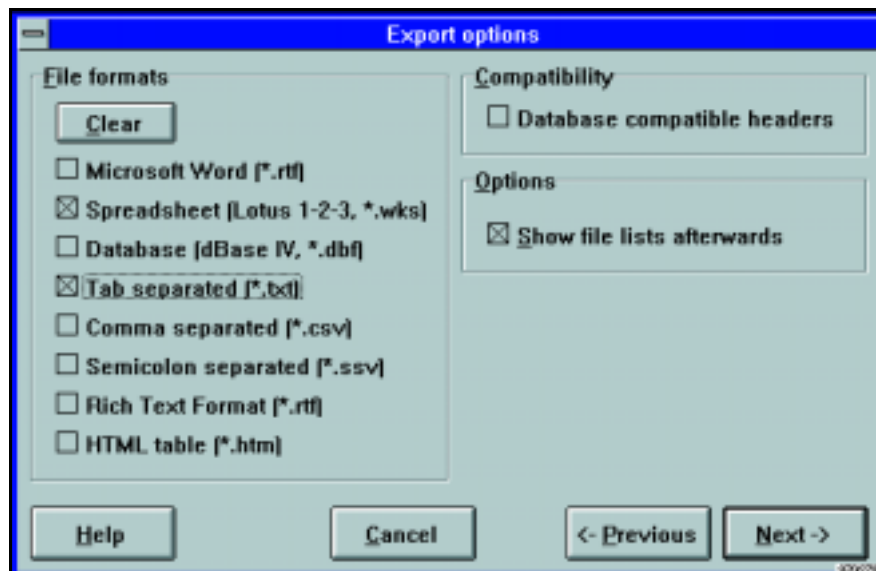 Export options
File formats
Clear
Microsoft Word (*.rtf)
Spreadsheet (Lotus 1-2-3, *.wks)
Database (dBase IV, *.dbf)
Tab separated (*.txt)
Comma separated (*.csv)
Semicolon separated (*.ssv)
Rich Text Format (*.rtf)
HTML table (*.htm)
Compatibility
Database compatible headers
Options
Show file lists afterwards
Help
Cancel
<- Previous
Next ->